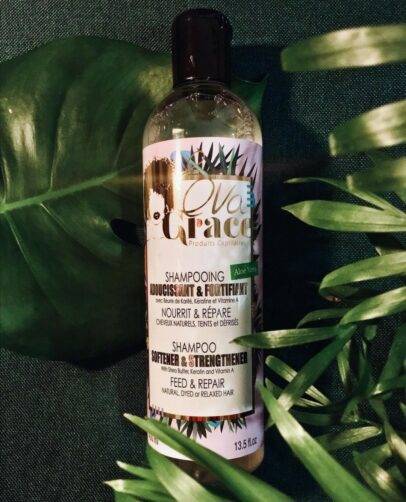 Eva
Grace
Produits Capillaires
Aloe Vera
SHAMPOOING
ADOUCISSANT & FORTIFIANT
avec Beurre de Karité, Kératine et Vitamine A
NOURRIT & RÉPARE
CHEVEUX NATURELS, TEINTS et DÉFRISÉS
SHAMPOO
SOFTENER & STRENGTHENER
With Shea Butter, Keratin and Vitamin A
FEED & REPAIR
NATURAL, DYED or RELAXED HAIR
13.5 fl.oz